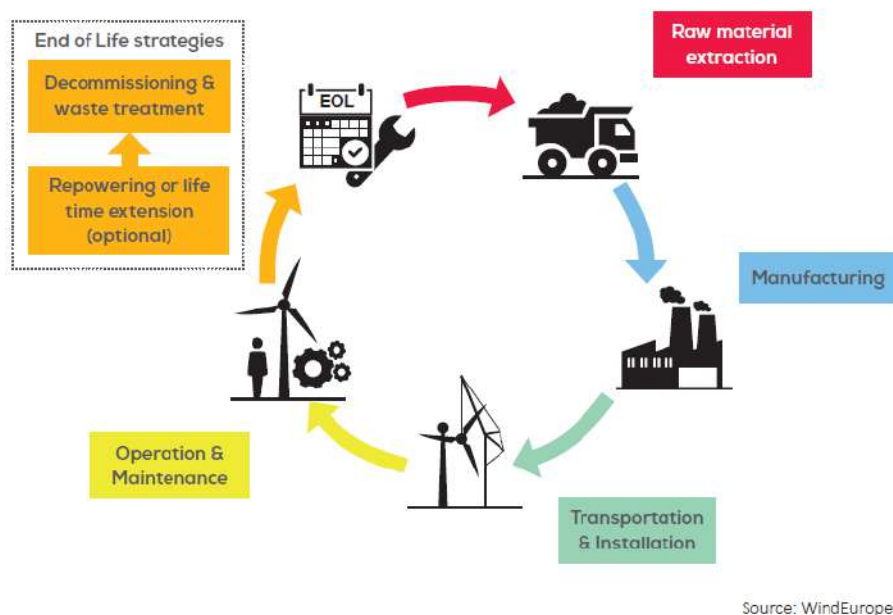 End of Life strategies
Decommissioning &
waste treatment
Repowering or life
time extension
(optional)
EOL
Raw material
extraction
Manufacturing
Transportation
& Installation
Operation &
Maintenance
Source: WindEurope